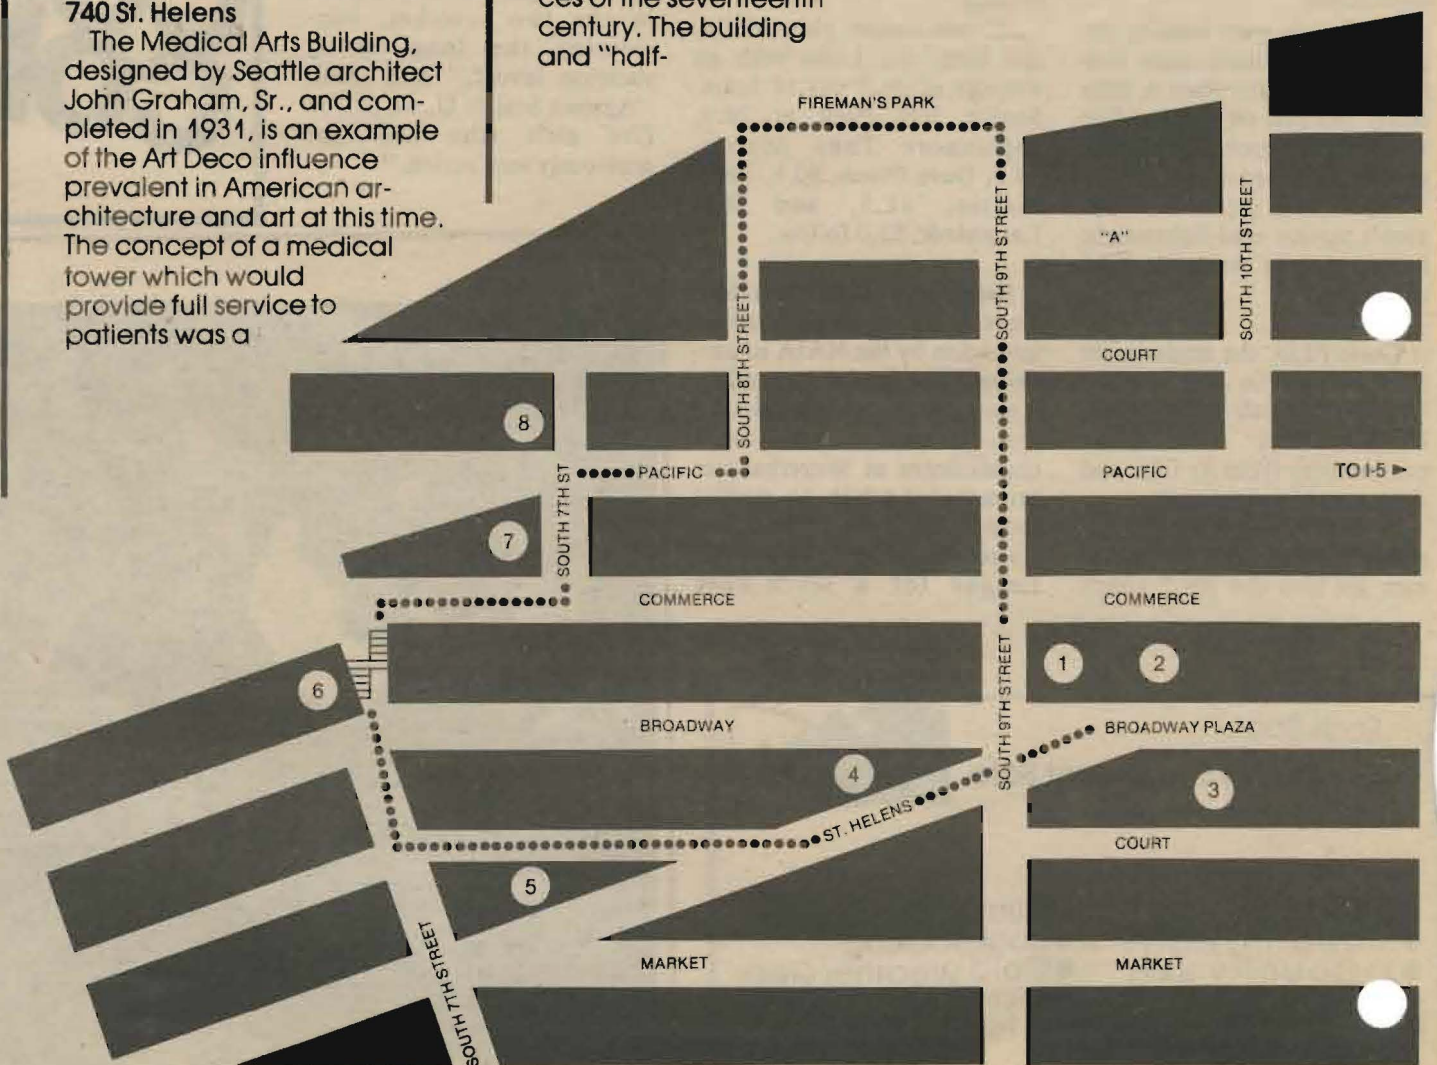 740 St. Helens
The Medical Arts Building,
designed by Seattle architect
John Graham, Sr., and com-
pleted in 1931, is an example
of the Art Deco influence
prevalent in American ar-
chitecture and art at this time.
The concept of a medical
tower which would
provide full service to
patients was a
ces of the seventeenth
century. The building
and "half-
FIREMAN'S PARK
"A"
SOUTH 8TH STREET
SOUTH 9TH STREET
SOUTH 10TH STREET
COURT
8
SOUTH 7TH ST
PACIFIC
PACIFIC
TO I-5
7
COMMERCE
COMMERCE
6
1
2
SOUTH 9TH STREET
BROADWAY
BROADWAY PLAZA
4
3
ST. HELENS
COURT
5
SOUTH 7TH STREET
MARKET
MARKET